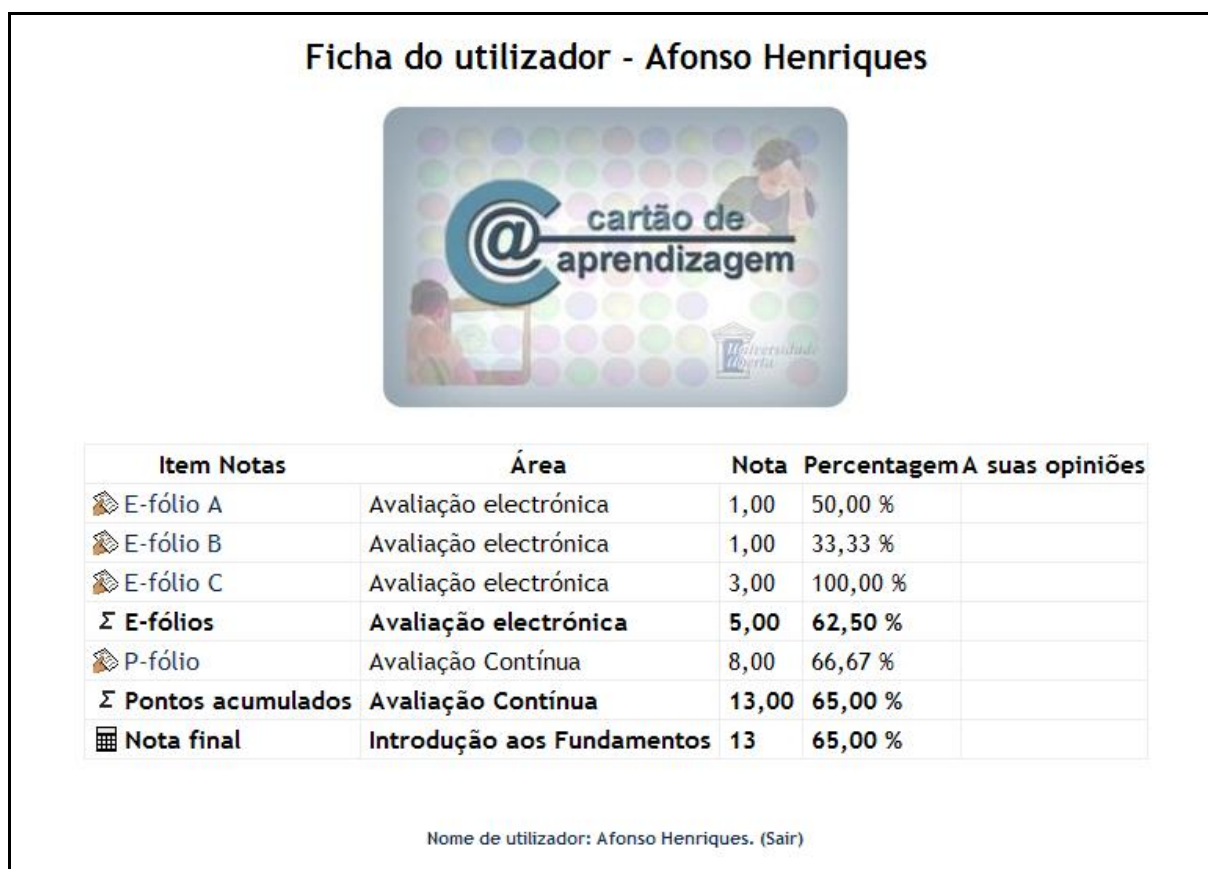 Ficha do utilizador - Afonso Henriques
@ cartão de
aprendizagem
Universidade
Aberta
Item Notas Área Nota Percentagem A suas opiniões
E-fólio A Avaliação electrónica 1,00 50,00 %
E-fólio B Avaliação electrónica 1,00 33,33 %
E-fólio C Avaliação electrónica 3,00 100,00 %
Σ E-fólios Avaliação electrónica 5,00 62,50 %
P-fólio Avaliação Contínua 8,00 66,67 %
Σ Pontos acumulados Avaliação Contínua 13,00 65,00 %
Nota final Introdução aos Fundamentos 13 65,00 %
Nome de utilizador: Afonso Henriques. (Sair)